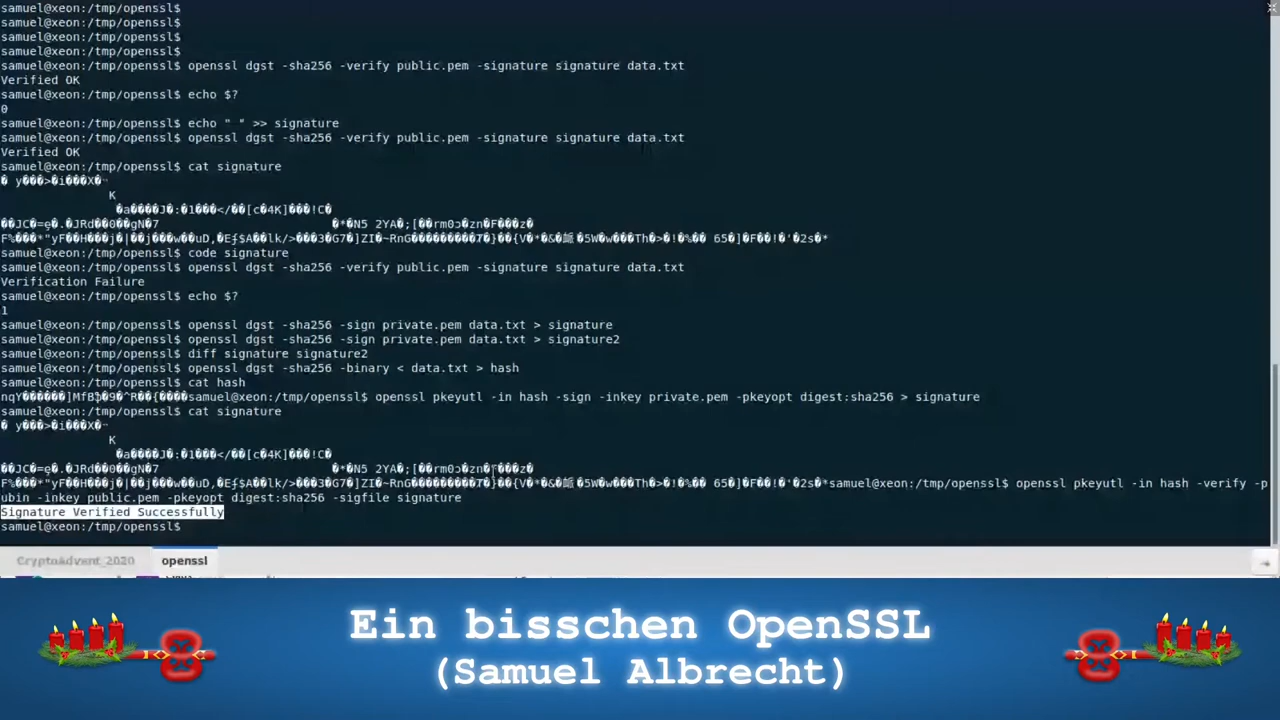 samuel@xeon:/tmp/openssl$
samuel@xeon:/tmp/openssl$
samuel@xeon:/tmp/openssl$
samuel@xeon:/tmp/openssl$
samuel@xeon:/tmp/openssl$ openssl dgst -sha256 -verify public.pem -signature signature data.txt
Verified OK
samuel@xeon:/tmp/openssl$ echo $?
0
samuel@xeon:/tmp/openssl$ echo " " >> signature
samuel@xeon:/tmp/openssl$ openssl dgst -sha256 -verify public.pem -signature signature data.txt
Verified OK
samuel@xeon:/tmp/openssl$ cat signature
� y���>�i���X�
K
�a����J�:�1���</��[c�4K]���!C�
samuel@xeon:/tmp/openssl$ code signature
samuel@xeon:/tmp/openssl$ openssl dgst -sha256 -verify public.pem -signature signature data.txt
Verification Failure
samuel@xeon:/tmp/openssl$ echo $?
1
samuel@xeon:/tmp/openssl$ openssl dgst -sha256 -sign private.pem data.txt > signature
samuel@xeon:/tmp/openssl$ openssl dgst -sha256 -sign private.pem data.txt > signature2
samuel@xeon:/tmp/openssl$ diff signature signature2
samuel@xeon:/tmp/openssl$ openssl dgst -sha256 -binary < data.txt > hash
samuel@xeon:/tmp/openssl$ cat hash
samuel@xeon:/tmp/openssl$ openssl pkeyutl -in hash -sign -inkey private.pem -pkeyopt digest:sha256 > signature
samuel@xeon:/tmp/openssl$ cat signature
� y���>�i���X�
K
�a����J�:�1���</��[c�4K]���!C�
samuel@xeon:/tmp/openssl$ openssl pkeyutl -in hash -verify -p
ubin -inkey public.pem -pkeyopt digest:sha256 -sigfile signature
Signature Verified Successfully
samuel@xeon:/tmp/openssl$
CryptoAdvent_2020 openssl
Ein bisschen OpenSSL
(Samuel Albrecht)